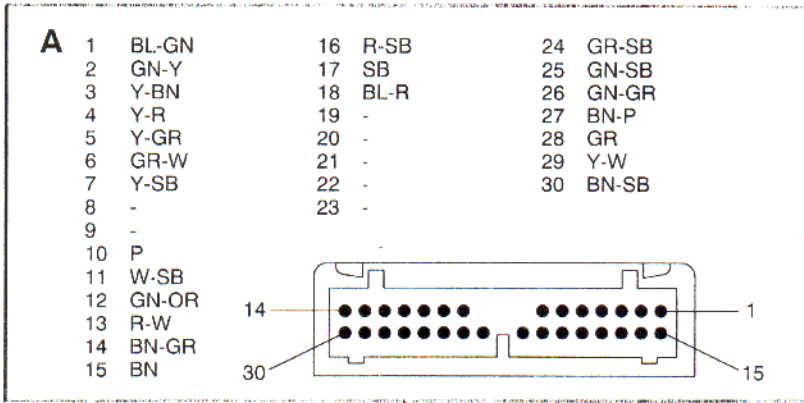 A 1 BL-GN 16 R-SB 24 GR-SB
2 GN-Y 17 SB 25 GN-SB
3 Y-BN 18 BL-R 26 GN-GR
4 Y-R 19 - 27 BN-P
5 Y-GR 20 - 28 GR
6 GR-W 21 - 29 Y-W
7 Y-SB 22 - 30 BN-SB
8 - 23 -
9 -
10 P
11 W-SB
12 GN-OR
13 R-W
14 BN-GR
15 BN
14 1
30 15